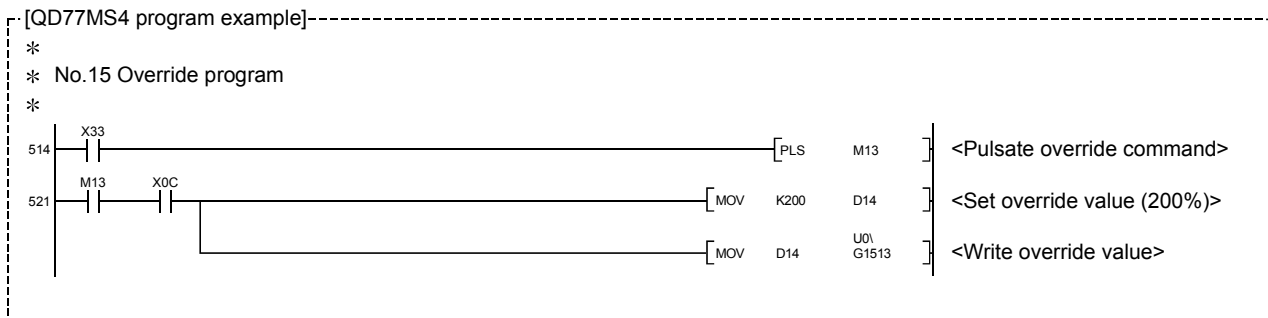 [QD77MS4 program example]
*
* No.15 Override program
*
X33
514 PLS M13 <Pulsate override command>
M13 X0C
521 MOV K200 D14 <Set override value (200%)>
U0\
MOV D14 G1513 <Write override value>